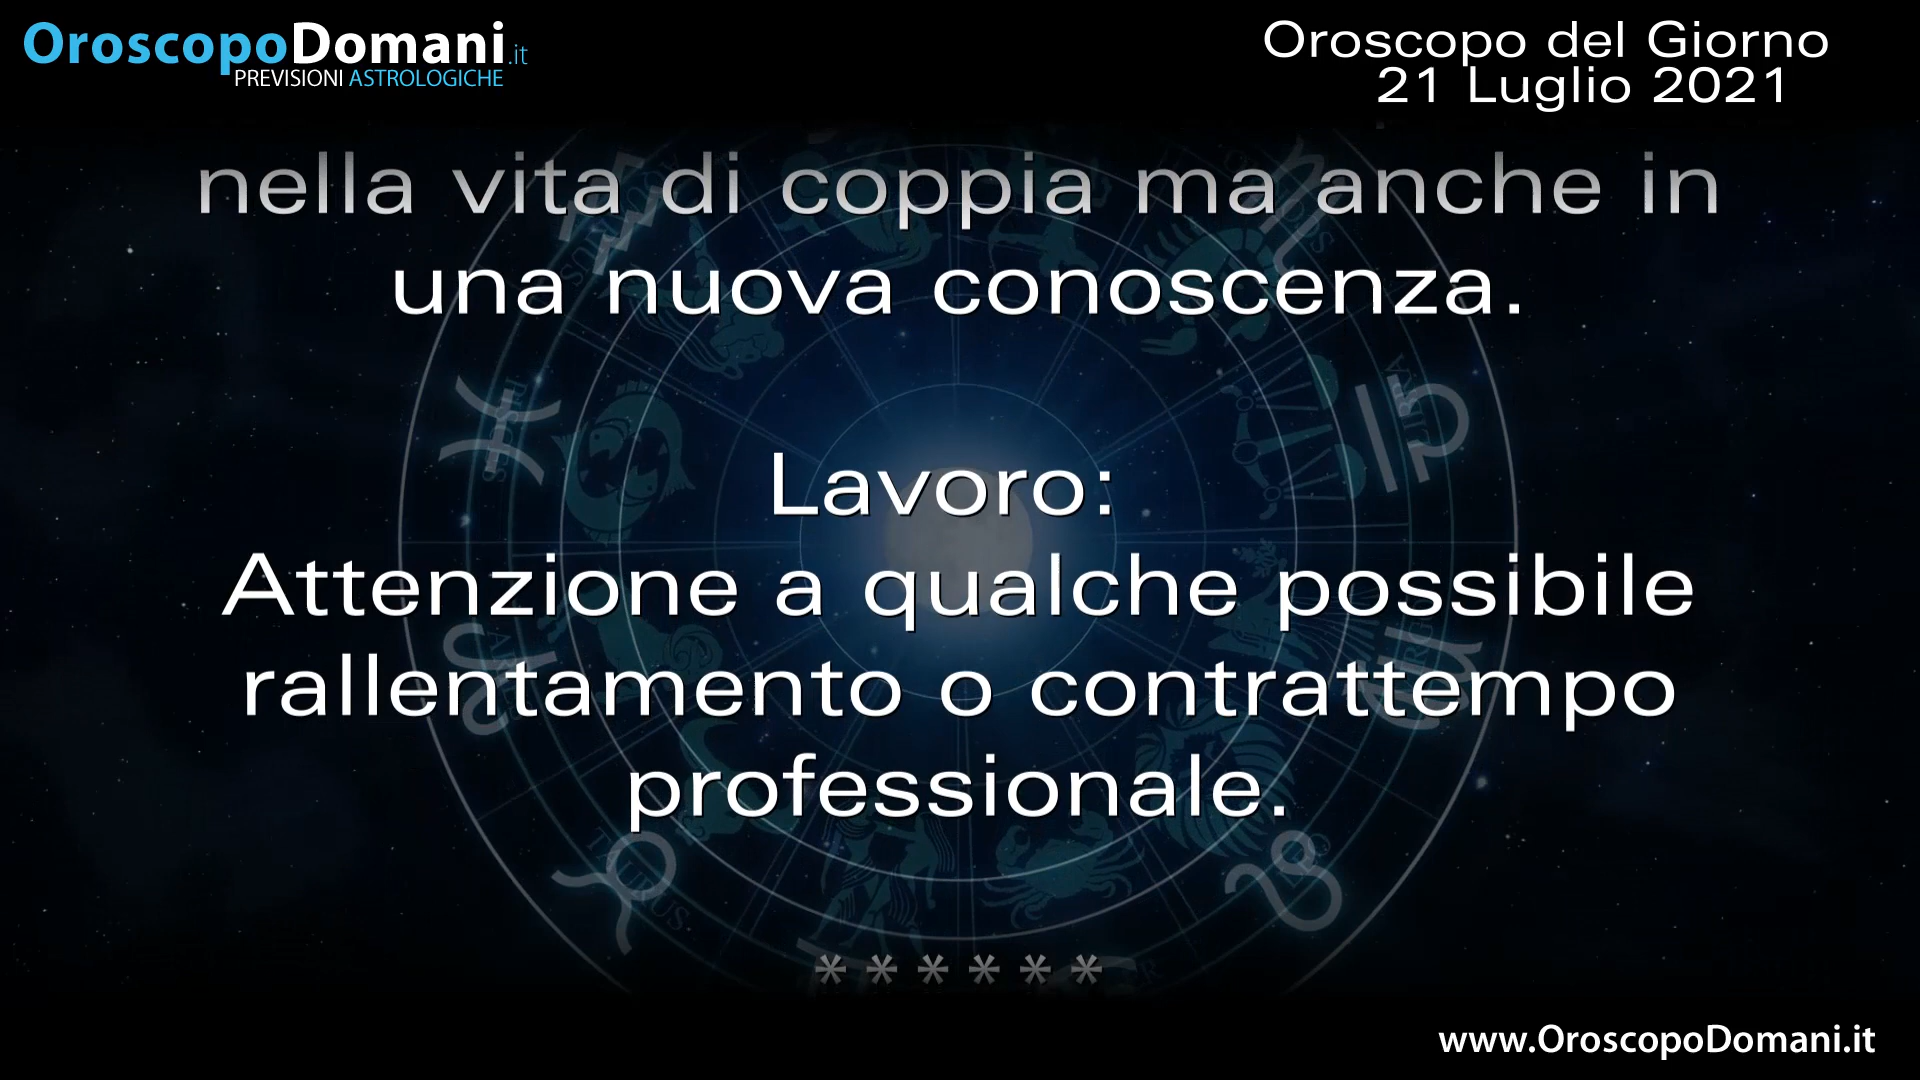 OroscopoDomani.it
PREVISIONI ASTROLOGICHE
Oroscopo del Giorno
21 Luglio 2021
nella vita di coppia ma anche in
una nuova conoscenza.
Lavoro:
Attenzione a qualche possibile
rallentamento o contrattempo
professionale.
* * * * * *
TAURUS
www.OroscopoDomani.it